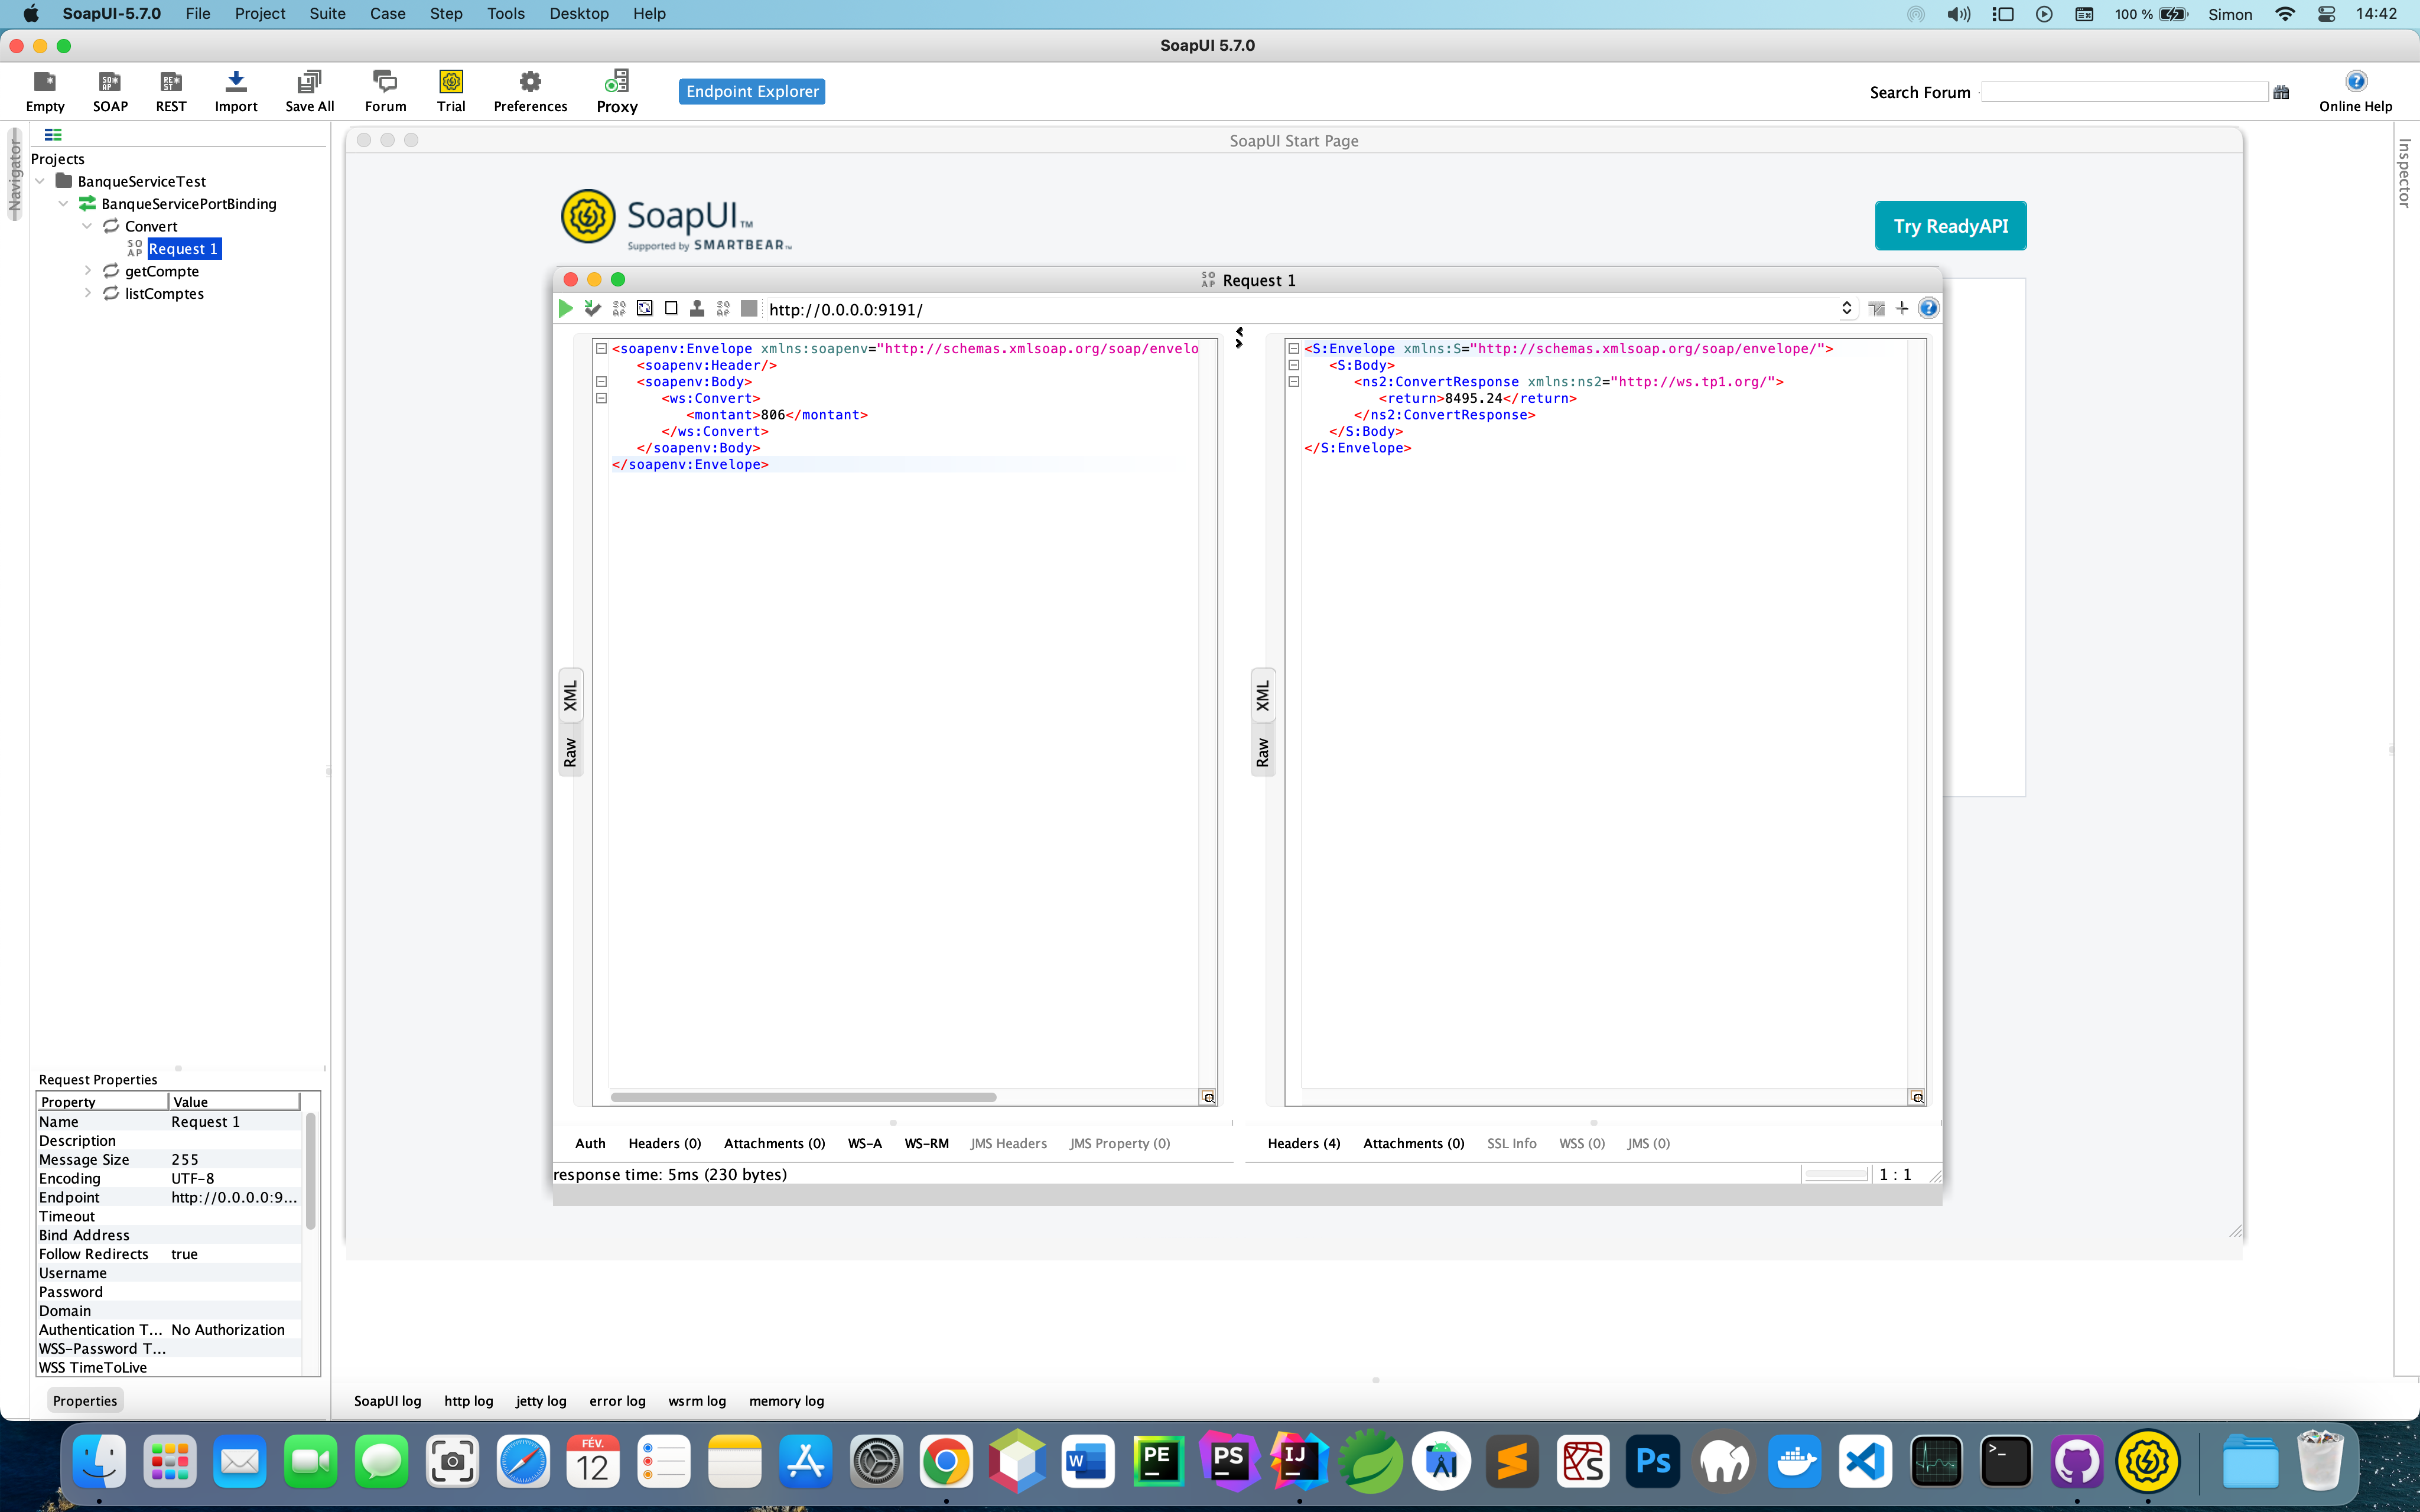 SoapUI-5.7.0 File Project Suite Case Step Tools Desktop Help 100 % Simon 14:42
SoapUI 5.7.0
Empty SOAP REST Import Save All Forum Trial Preferences Proxy Endpoint Explorer Search Forum Online Help
Navigator
Inspector
Projects
BanqueServiceTest
BanqueServicePortBinding
Convert
Request 1
getCompte
listComptes
SoapUI Start Page
SoapUI™
Supported by SMARTBEAR™
Try ReadyAPI
Request 1
http://0.0.0.0:9191/
<soapenv:Envelope xmlns:soapenv="http://schemas.xmlsoap.org/soap/envelo
<soapenv:Header/>
<soapenv:Body>
<ws:Convert>
<montant>806</montant>
</ws:Convert>
</soapenv:Body>
</soapenv:Envelope>
XML
Raw
<S:Envelope xmlns:S="http://schemas.xmlsoap.org/soap/envelope/">
<S:Body>
<ns2:ConvertResponse xmlns:ns2="http://ws.tp1.org/">
<return>8495.24</return>
</ns2:ConvertResponse>
</S:Body>
</S:Envelope>
XML
Raw
Auth Headers (0) Attachments (0) WS-A WS-RM JMS Headers JMS Property (0)
Headers (4) Attachments (0) SSL Info WSS (0) JMS (0)
response time: 5ms (230 bytes)
1 : 1
Request Properties
Property Value
Name Request 1
Description
Message Size 255
Encoding UTF-8
Endpoint http://0.0.0.0:9...
Timeout
Bind Address
Follow Redirects true
Username
Password
Domain
Authentication T... No Authorization
WSS-Password T...
WSS TimeToLive
Properties
SoapUI log http log jetty log error log wsrm log memory log
FÉV.
12
W
PE
PS
IJ
Ps
>_